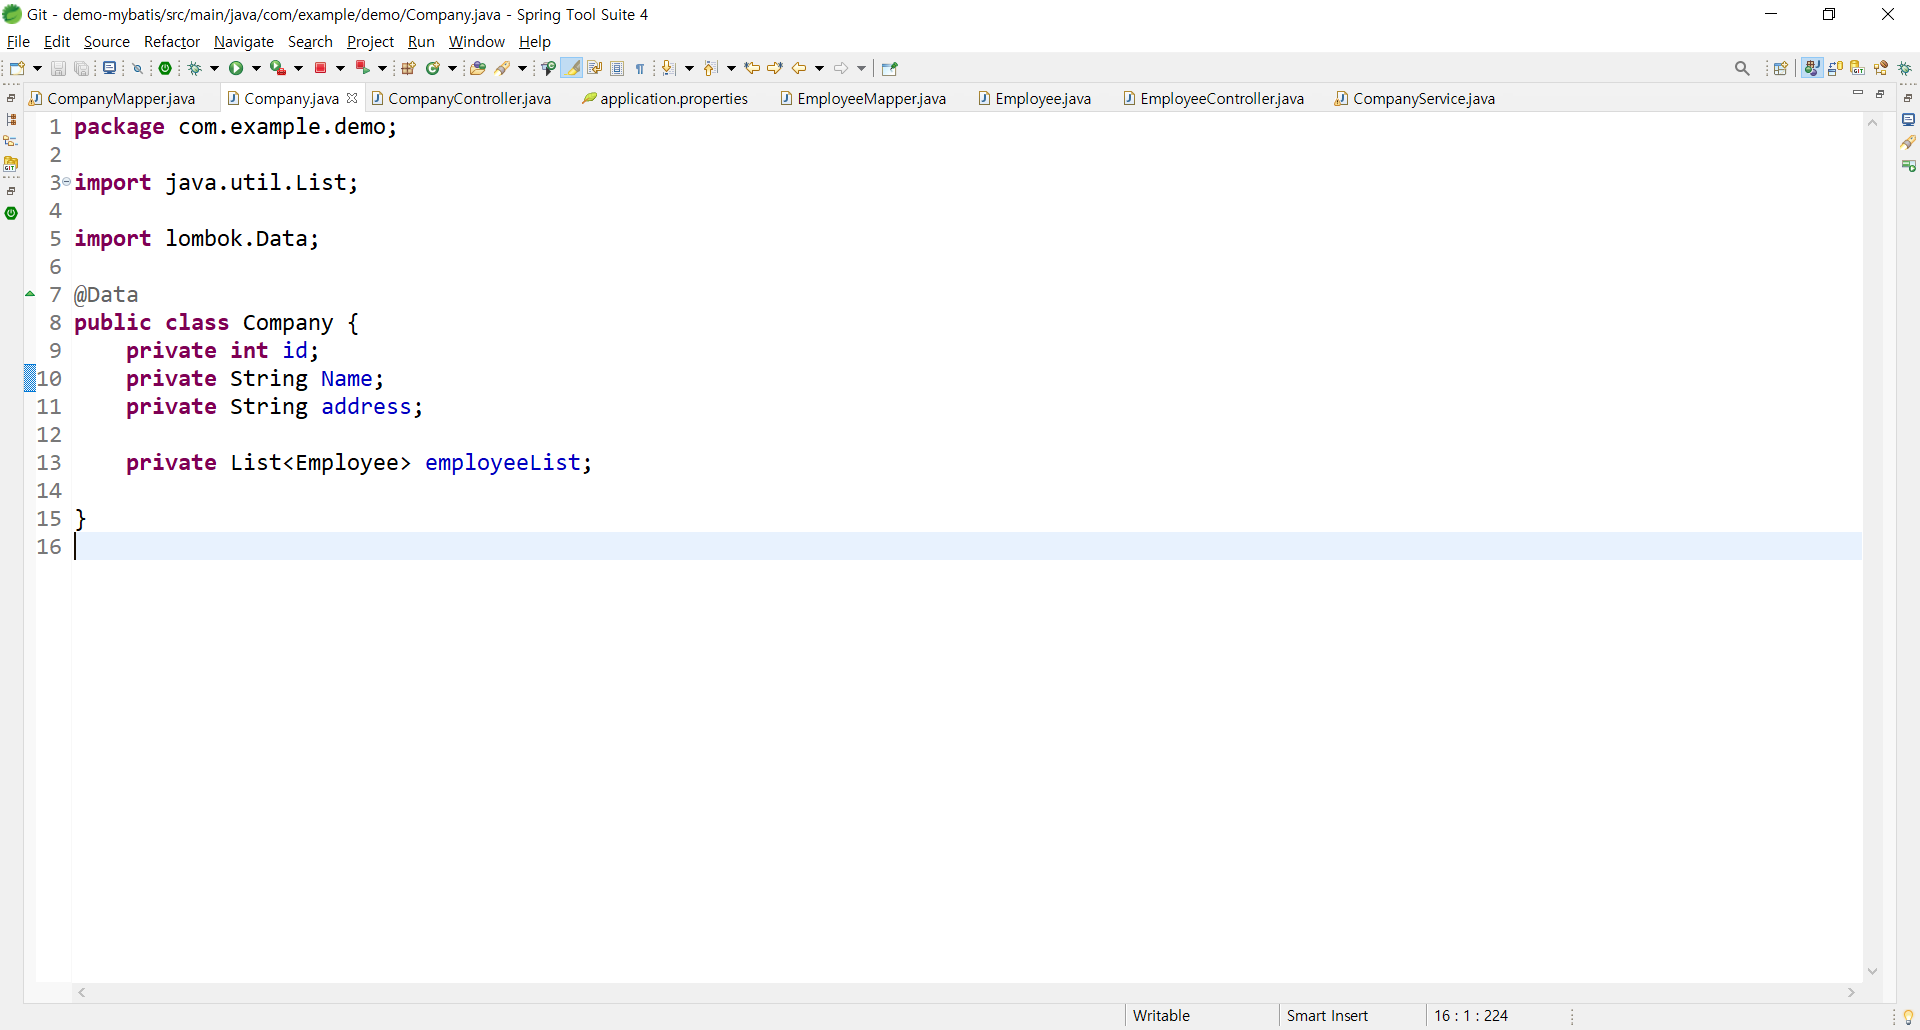 Git - demo-mybatis/src/main/java/com/example/demo/Company.java - Spring Tool Suite 4
File Edit Source Refactor Navigate Search Project Run Window Help
CompanyMapper.java Company.java CompanyController.java application.properties EmployeeMapper.java Employee.java EmployeeController.java CompanyService.java
1 package com.example.demo;
2
3 import java.util.List;
4
5 import lombok.Data;
6
7 @Data
8 public class Company {
9 private int id;
10 private String Name;
11 private String address;
12
13 private List<Employee> employeeList;
14
15 }
16
Writable Smart Insert 16 : 1 : 224